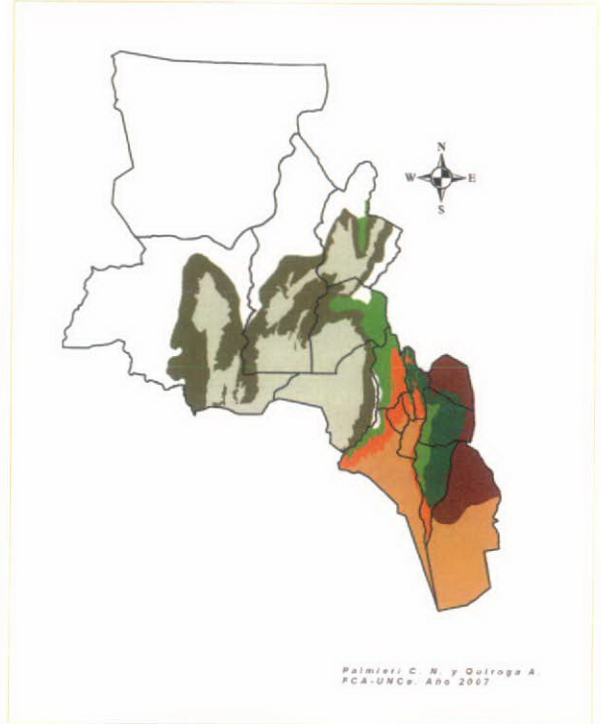 N
W E
S
Palmieri C. N. y Quiroga A.
FCA-UNCa. Año 2007